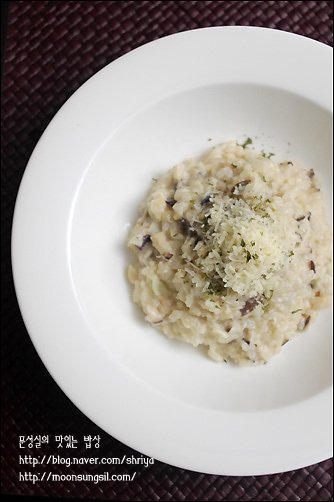 문성실의 맛있는 밥상
http://blog.naver.com/shriya
http://moonsungsil.com/